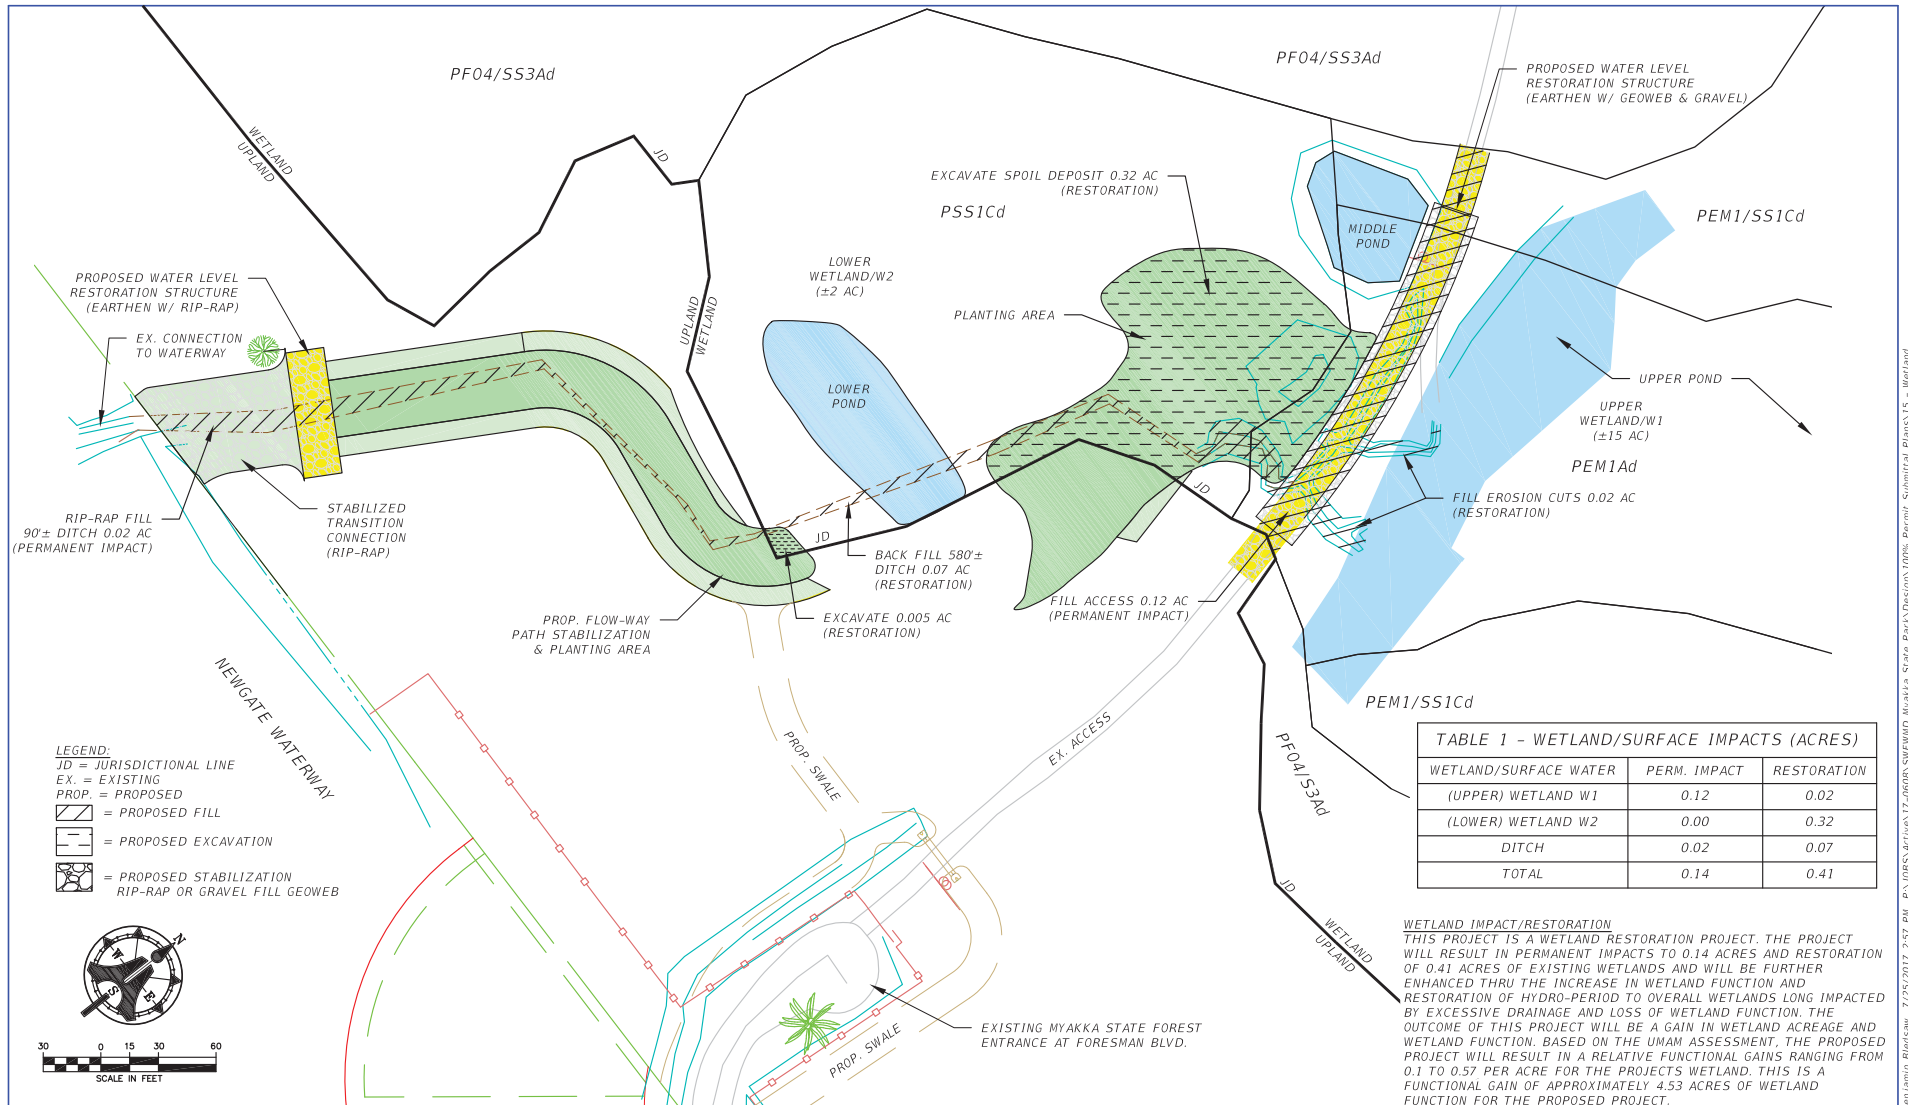 PFO4/SS3Ad
PFO4/SS3Ad
PROPOSED WATER LEVEL
RESTORATION STRUCTURE
(EARTHEN W/ GEOWEB & GRAVEL)
WETLAND
UPLAND
JD
EXCAVATE SPOIL DEPOSIT 0.32 AC
(RESTORATION)
PSS1Cd
PEM1/SS1Cd
MIDDLE
POND
PROPOSED WATER LEVEL
RESTORATION STRUCTURE
(EARTHEN W/ RIP-RAP)
LOWER
WETLAND/W2
(±2 AC)
UPLAND
WETLAND
PLANTING AREA
EX. CONNECTION
TO WATERWAY
LOWER
POND
UPPER POND
UPPER
WETLAND/W1
(±15 AC)
PEM1Ad
JD
FILL EROSION CUTS 0.02 AC
(RESTORATION)
RIP-RAP FILL
90'± DITCH 0.02 AC
(PERMANENT IMPACT)
STABILIZED
TRANSITION
CONNECTION
(RIP-RAP)
JD
BACK FILL 580'±
DITCH 0.07 AC
(RESTORATION)
FILL ACCESS 0.12 AC
(PERMANENT IMPACT)
EXCAVATE 0.005 AC
(RESTORATION)
PROP. FLOW-WAY
PATH STABILIZATION
& PLANTING AREA
NEWGATE WATERWAY
PROP. SWALE
EX. ACCESS
PEM1/SS1Cd
PFO4/S3Ad
JD
WETLAND
UPLAND
LEGEND:
JD = JURISDICTIONAL LINE
EX. = EXISTING
PROP. = PROPOSED
= PROPOSED FILL
= PROPOSED EXCAVATION
= PROPOSED STABILIZATION
RIP-RAP OR GRAVEL FILL GEOWEB
N
W
E
S
30 0 15 30 60
SCALE IN FEET
EXISTING MYAKKA STATE FOREST
ENTRANCE AT FORESMAN BLVD.
PROP. SWALE
TABLE 1 - WETLAND/SURFACE IMPACTS (ACRES)
WETLAND/SURFACE WATER PERM. IMPACT RESTORATION
(UPPER) WETLAND W1 0.12 0.02
(LOWER) WETLAND W2 0.00 0.32
DITCH 0.02 0.07
TOTAL 0.14 0.41
WETLAND IMPACT/RESTORATION
THIS PROJECT IS A WETLAND RESTORATION PROJECT. THE PROJECT
WILL RESULT IN PERMANENT IMPACTS TO 0.14 ACRES AND RESTORATION
OF 0.41 ACRES OF EXISTING WETLANDS AND WILL BE FURTHER
ENHANCED THRU THE INCREASE IN WETLAND FUNCTION AND
RESTORATION OF HYDRO-PERIOD TO OVERALL WETLANDS LONG IMPACTED
BY EXCESSIVE DRAINAGE AND LOSS OF WETLAND FUNCTION. THE
OUTCOME OF THIS PROJECT WILL BE A GAIN IN WETLAND ACREAGE AND
WETLAND FUNCTION. BASED ON THE UMAM ASSESSMENT, THE PROPOSED
PROJECT WILL RESULT IN A RELATIVE FUNCTIONAL GAINS RANGING FROM
0.1 TO 0.57 PER ACRE FOR THE PROJECTS WETLAND. THIS IS A
FUNCTIONAL GAIN OF APPROXIMATELY 4.53 ACRES OF WETLAND
FUNCTION FOR THE PROPOSED PROJECT.
Bledsaw 7/25/2017 2:57 PM